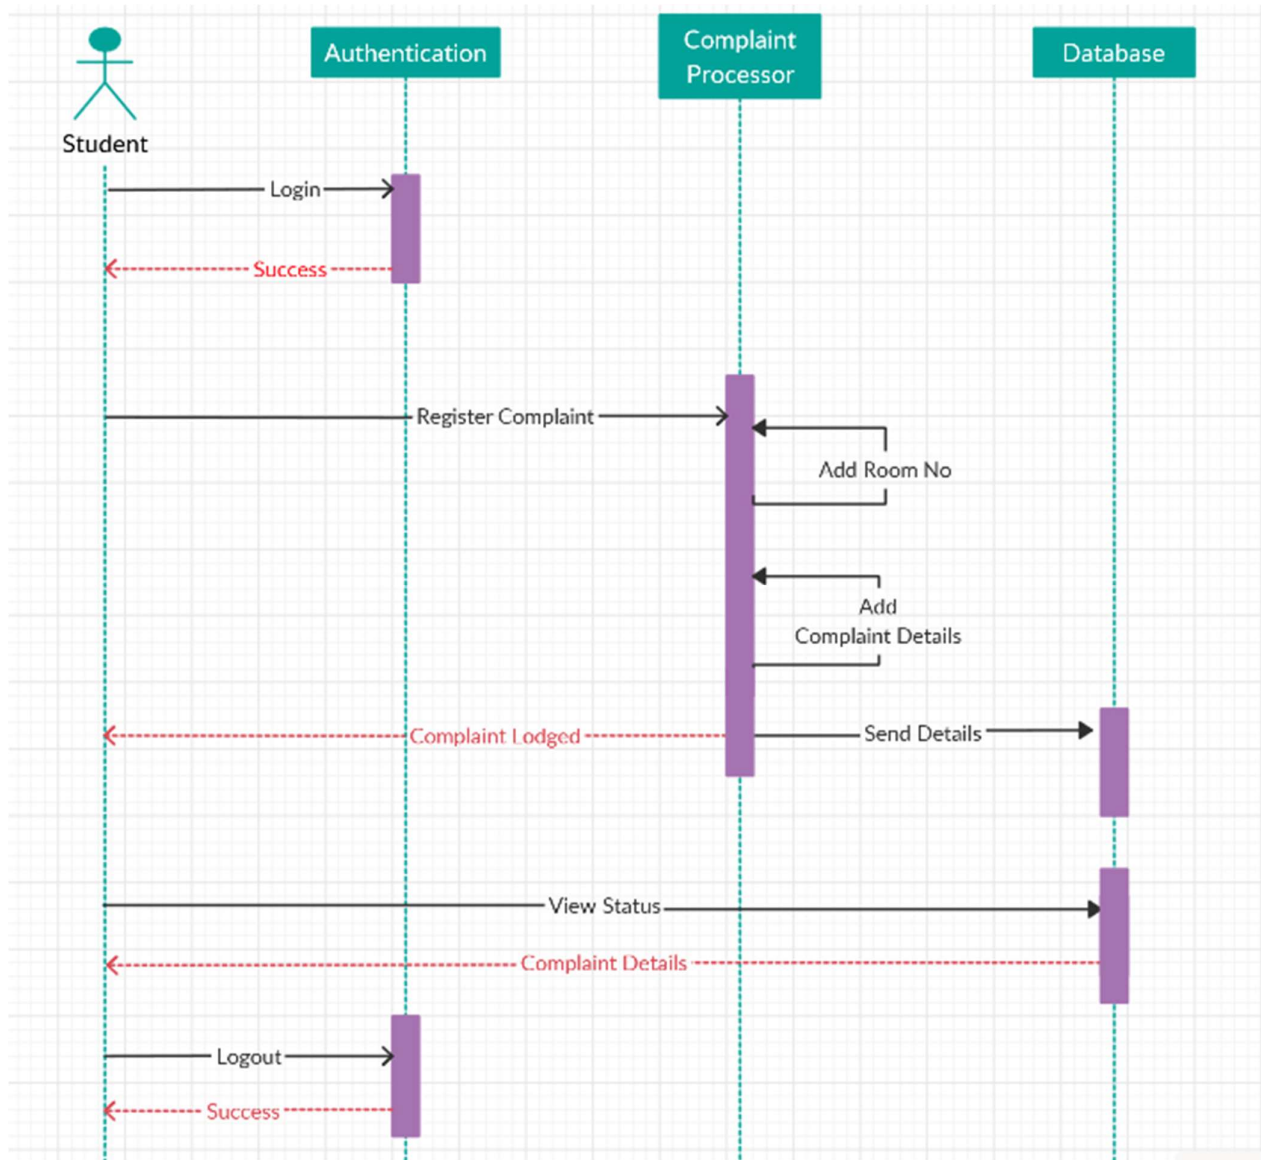 Authentication
Complaint
Processor
Database
Student
Login
Success
Register Complaint
Add Room No
Add
Complaint Details
Complaint Lodged
Send Details
View Status
Complaint Details
Logout
Success